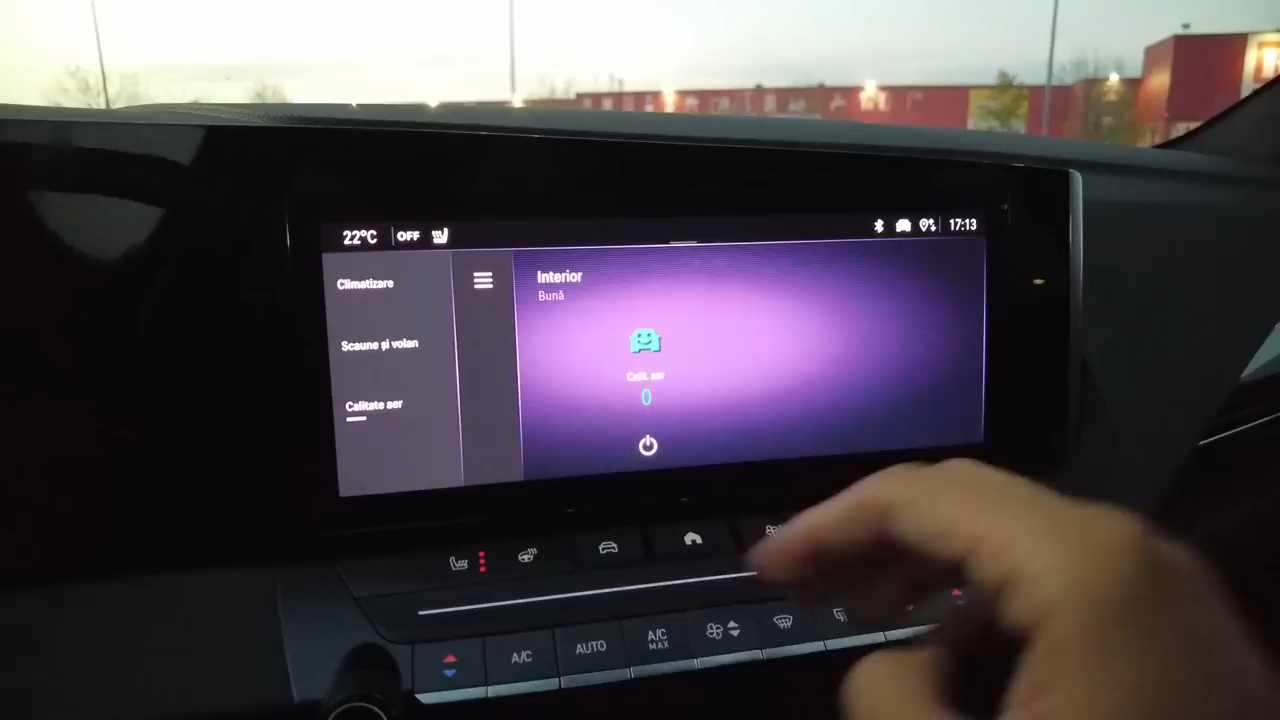 22°C OFF 17:13
Climatizare
Scaune și volan
Calitate aer
Interior
Bună
Calit. aer
0
A/C
AUTO
A/C
MAX